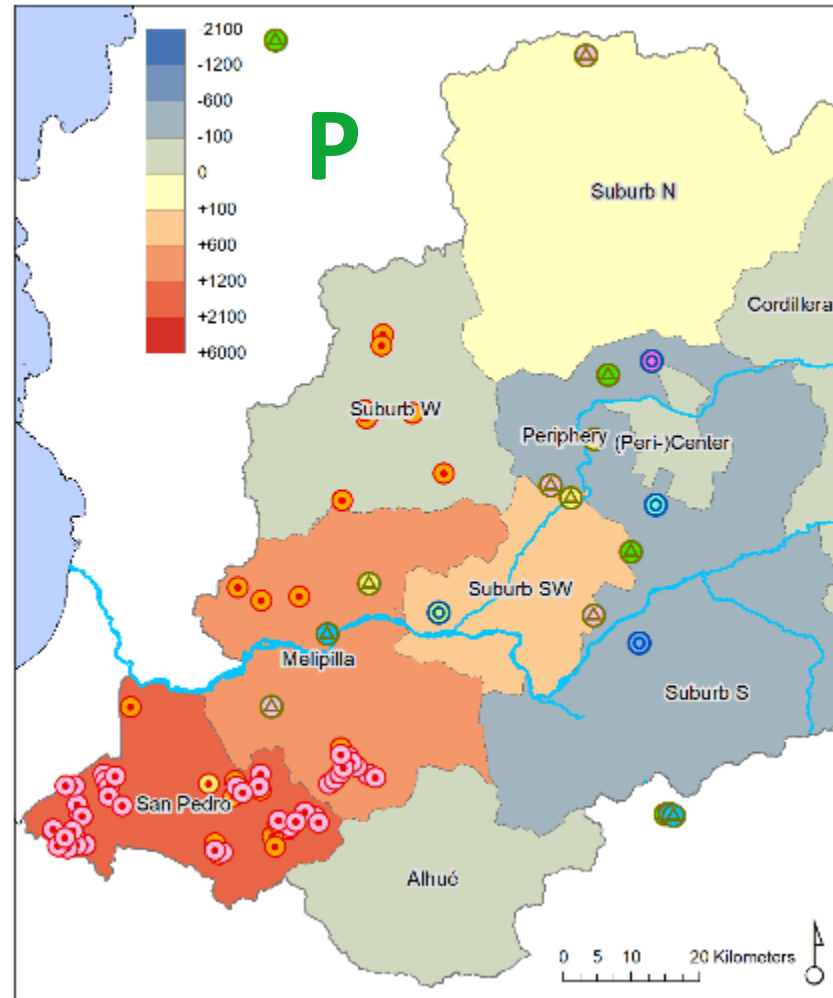 -2100
-1200
-600
-100
0
+100
+600
+1200
+2100
+6000
P
Suburb N
Cordillera
Suburb W
Periphery
(Peri-)Center
Suburb SW
Melipilla
Suburb S
San Pedro
Alhué
0 5 10 20 Kilometers